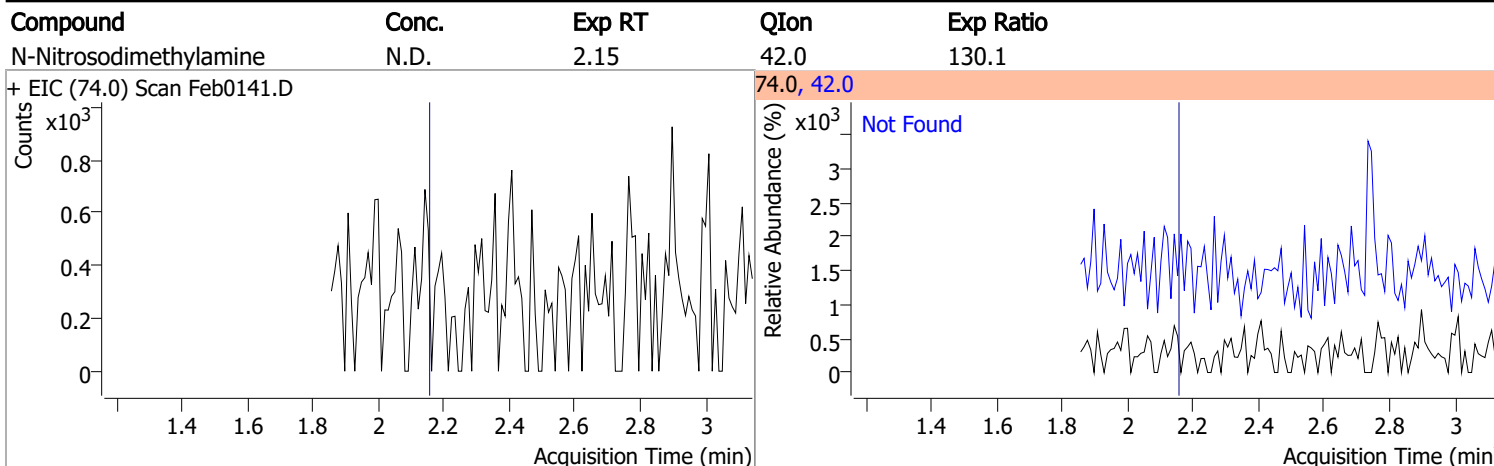 Compound Conc. Exp RT QIon Exp Ratio
N-Nitrosodimethylamine N.D. 2.15 42.0 130.1
+ EIC (74.0) Scan Feb0141.D
Counts
x10³
0.8
0.6
0.4
0.2
0
1.4 1.6 1.8 2 2.2 2.4 2.6 2.8 3
Acquisition Time (min)
74.0, 42.0
Relative Abundance (%)
x10³
Not Found
3
2.5
2
1.5
1
0.5
0
1.4 1.6 1.8 2 2.2 2.4 2.6 2.8 3
Acquisition Time (min)